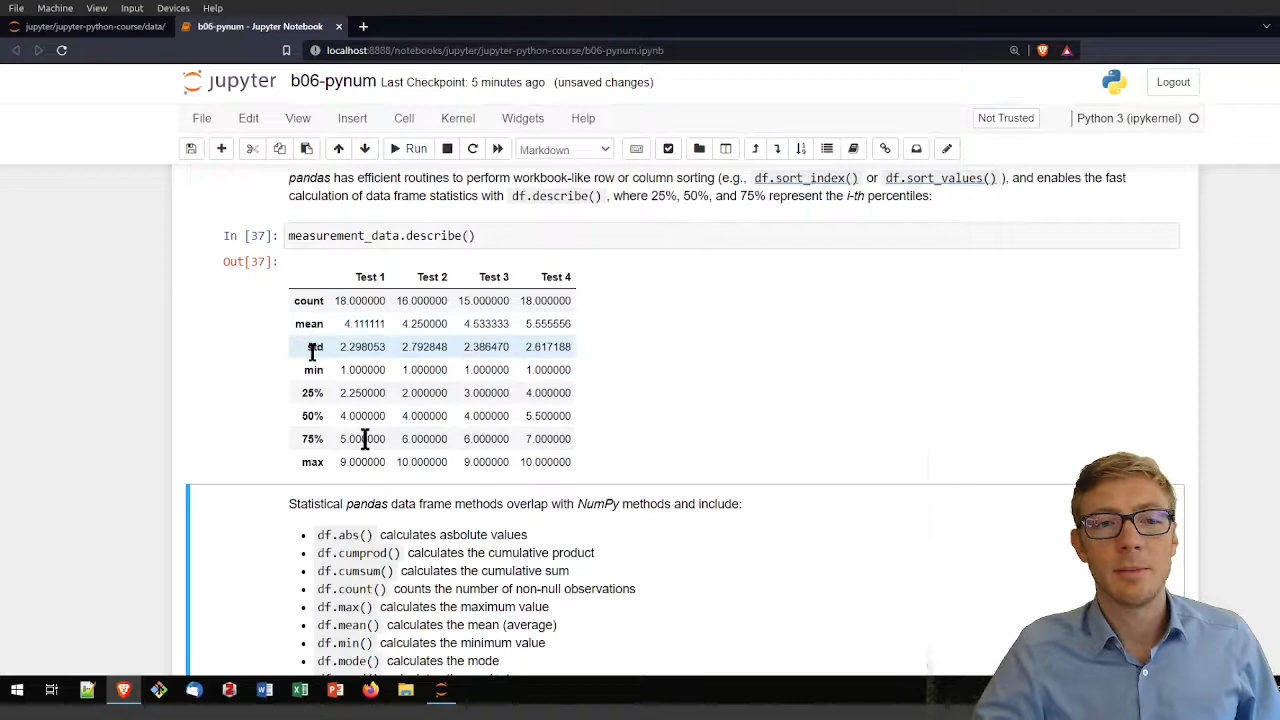 File Machine View Input Devices Help
jupyter/jupyter-python-course/data/ b06-pynum - Jupyter Notebook
localhost:8888/notebooks/jupyter/jupyter-python-course/b06-pynum.ipynb
jupyter b06-pynum Last Checkpoint: 5 minutes ago (unsaved changes) Logout
File Edit View Insert Cell Kernel Widgets Help Not Trusted Python 3 (ipykernel)
Run Markdown
pandas has efficient routines to perform workbook-like row or column sorting (e.g., df.sort_index() or df.sort_values() ), and enables the fast
calculation of data frame statistics with df.describe() , where 25%, 50%, and 75% represent the i-th percentiles:
In [37]: measurement_data.describe()
Out[37]:
Test 1 Test 2 Test 3 Test 4
count 18.000000 16.000000 15.000000 18.000000
mean 4.111111 4.250000 4.533333 5.555556
std 2.298053 2.792848 2.386470 2.617188
min 1.000000 1.000000 1.000000 1.000000
25% 2.250000 2.000000 3.000000 4.000000
50% 4.000000 4.000000 4.000000 5.500000
75% 5.000000 6.000000 6.000000 7.000000
max 9.000000 10.000000 9.000000 10.000000
Statistical pandas data frame methods overlap with NumPy methods and include:
• df.abs() calculates asbolute values
• df.cumprod() calculates the cumulative product
• df.cumsum() calculates the cumulative sum
• df.count() counts the number of non-null observations
• df.max() calculates the maximum value
• df.mean() calculates the mean (average)
• df.min() calculates the minimum value
• df.mode() calculates the mode